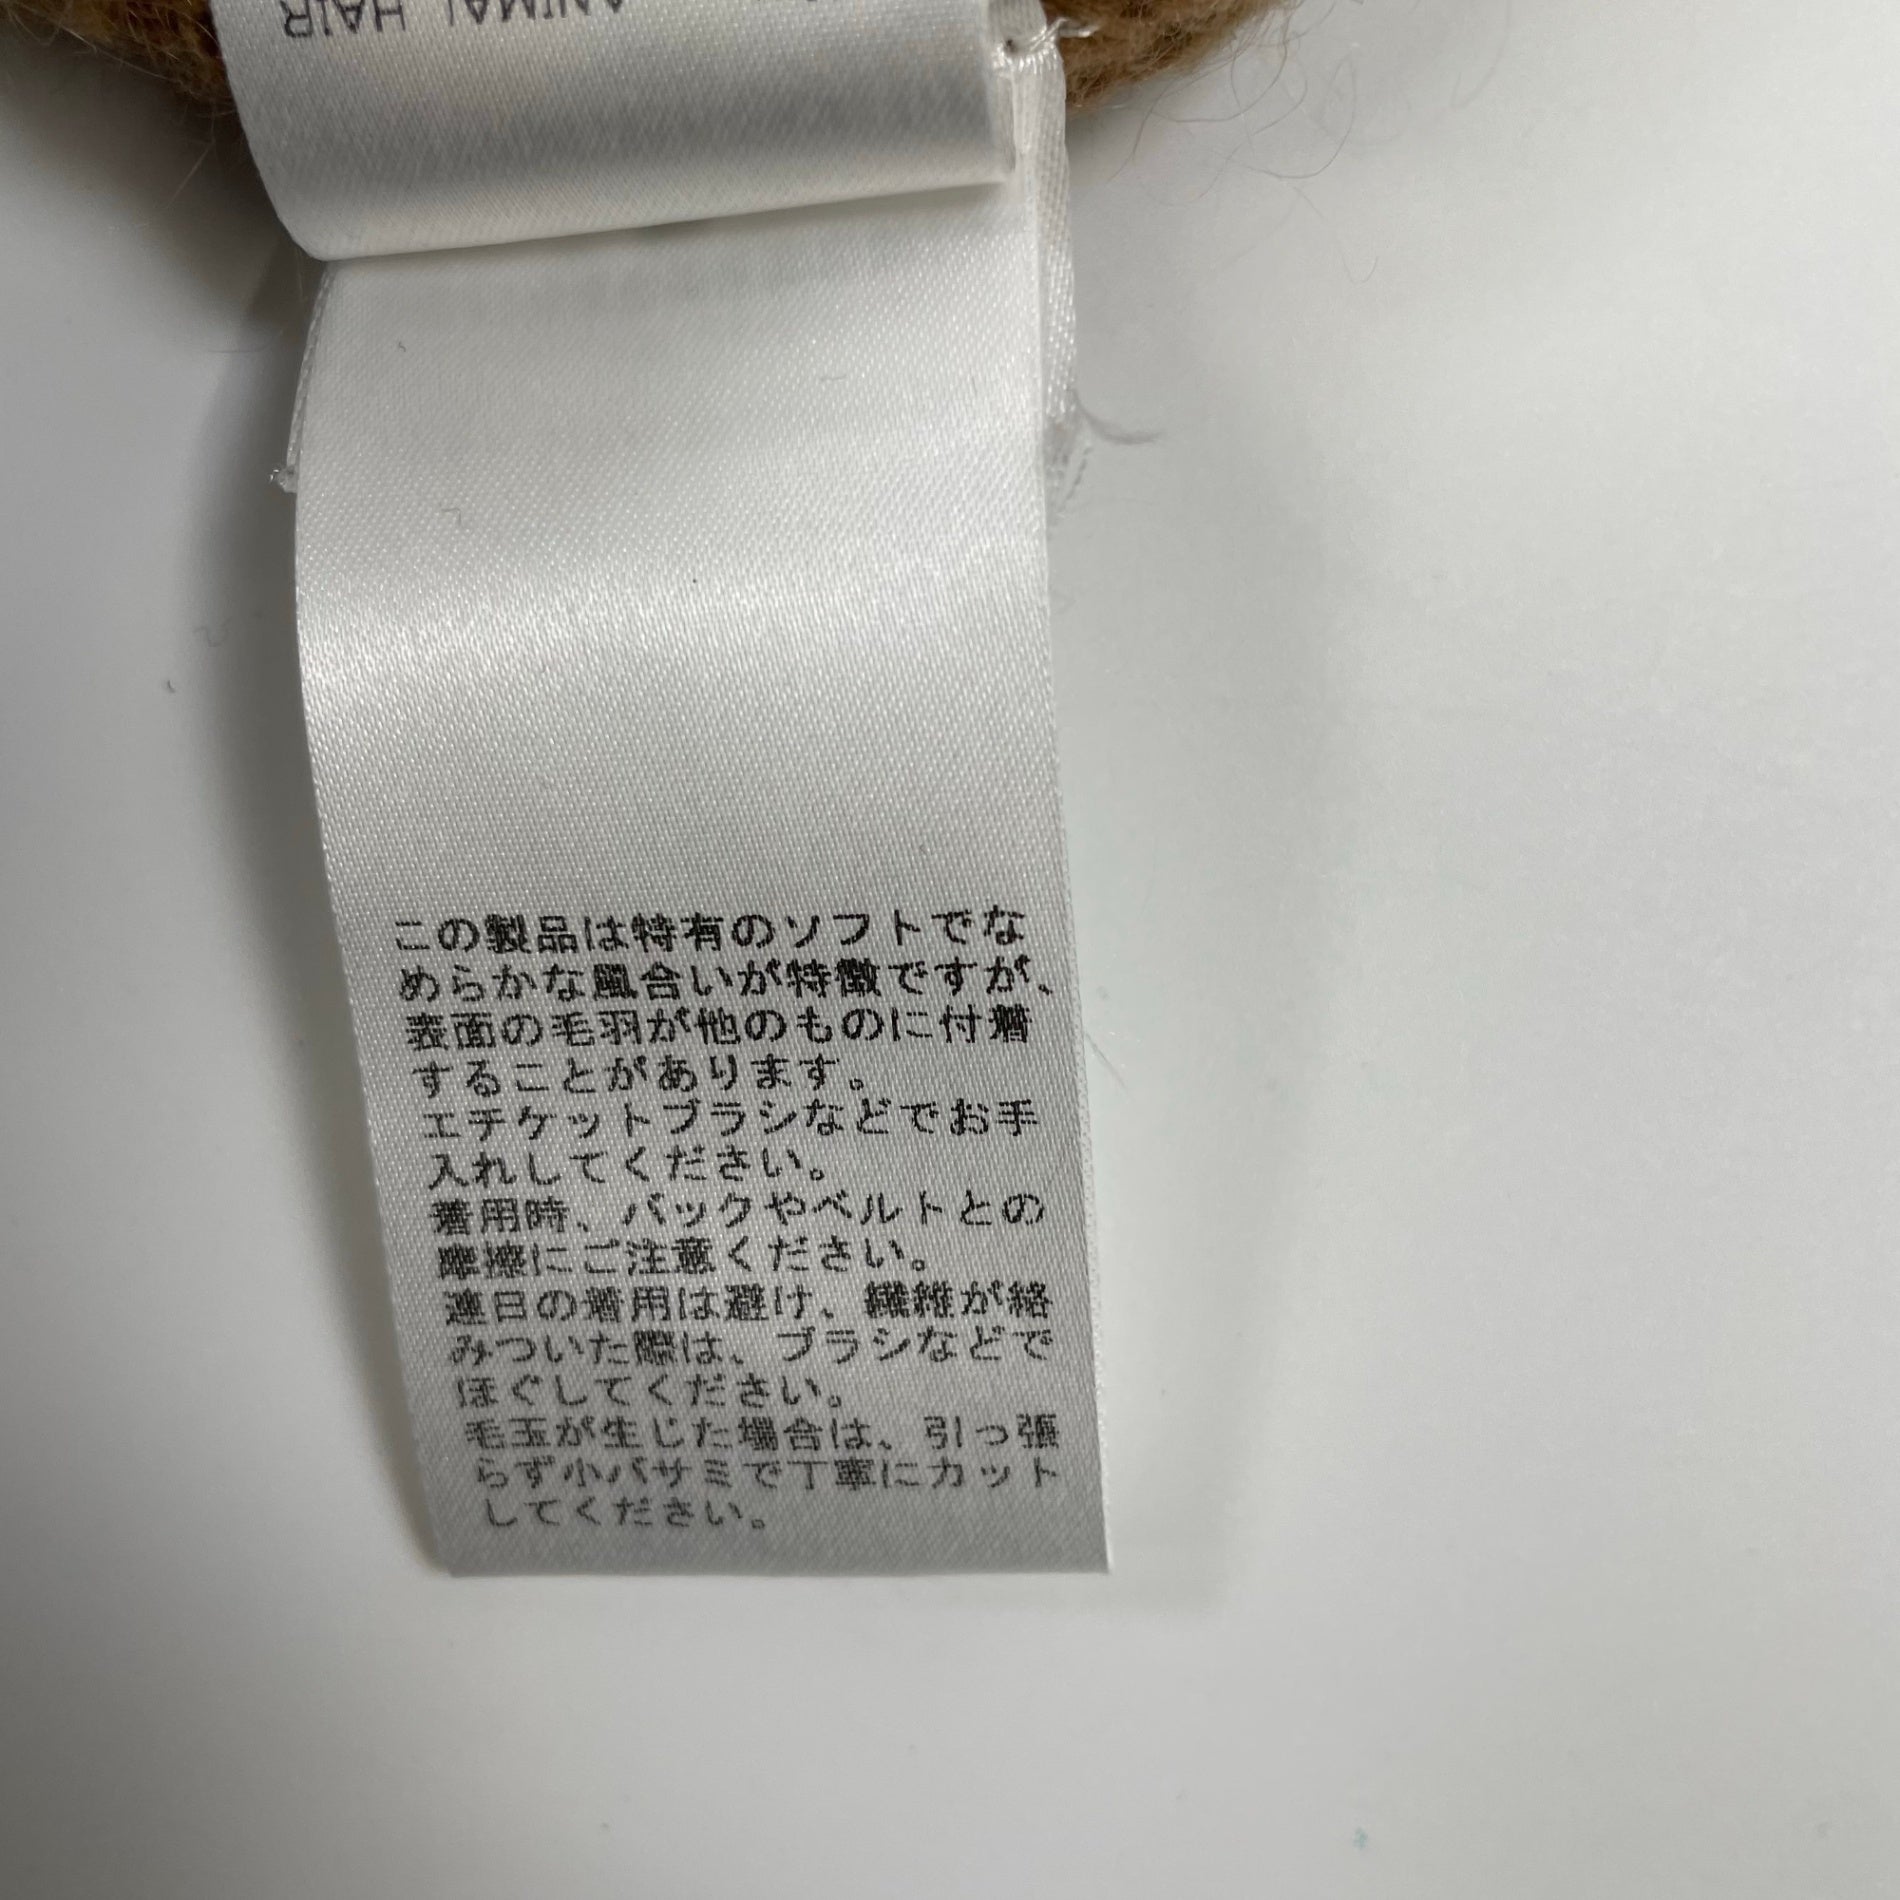 ANIMAL HAIR
この製品は特有のソフトでな
めらかな風合いが特徴ですが、
表面の毛羽が他のものに付着
することがあります。
エチケットブラシなどでお手
入れしてください。
着用時、バックやベルトとの
摩擦にご注意ください。
連日の着用は避け、繊維が絡
みついた際は、ブラシなどで
ほぐしてください。
毛玉が生じた場合は、引っ張
らず小バサミで丁寧にカット
してください。